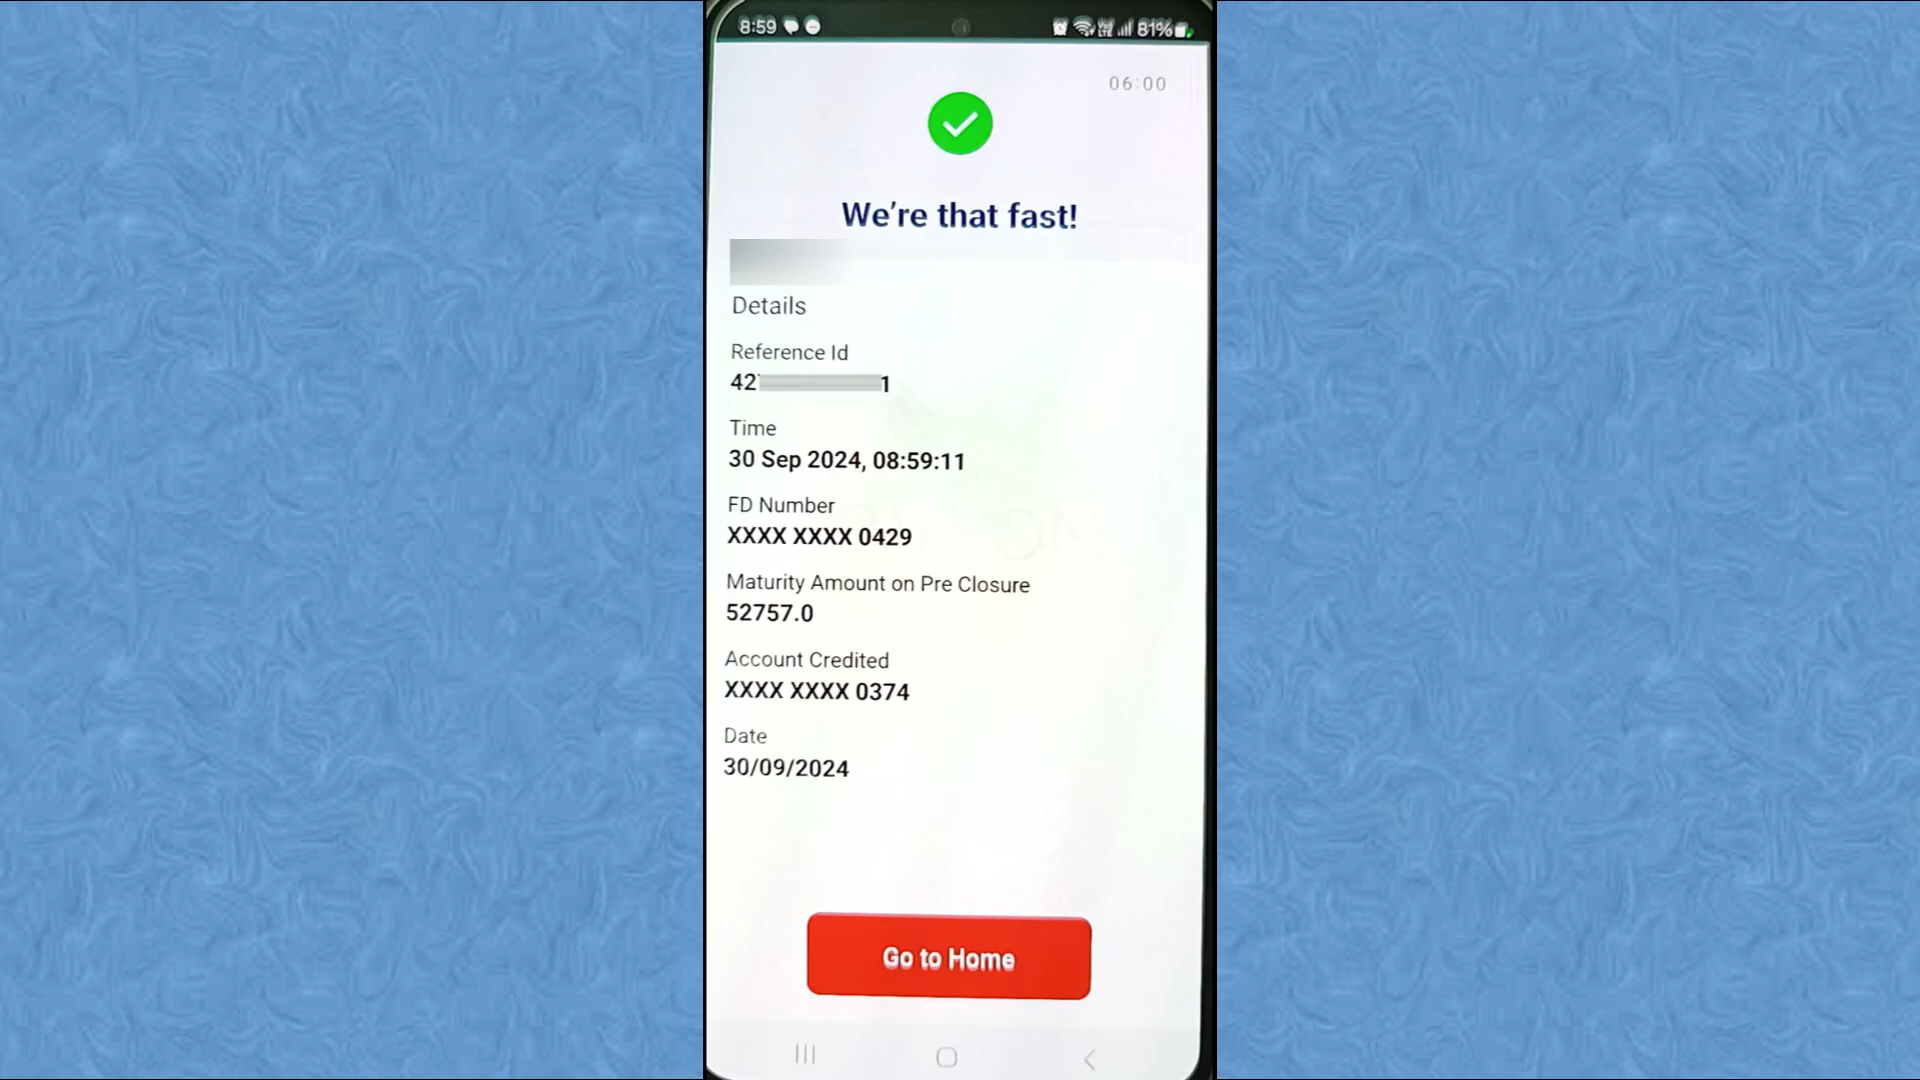 8:59 81%
06:00
We're that fast!
Details
Reference Id
42 1
Time
30 Sep 2024, 08:59:11
FD Number
XXXX XXXX 0429
Maturity Amount on Pre Closure
52757.0
Account Credited
XXXX XXXX 0374
Date
30/09/2024
Go to Home